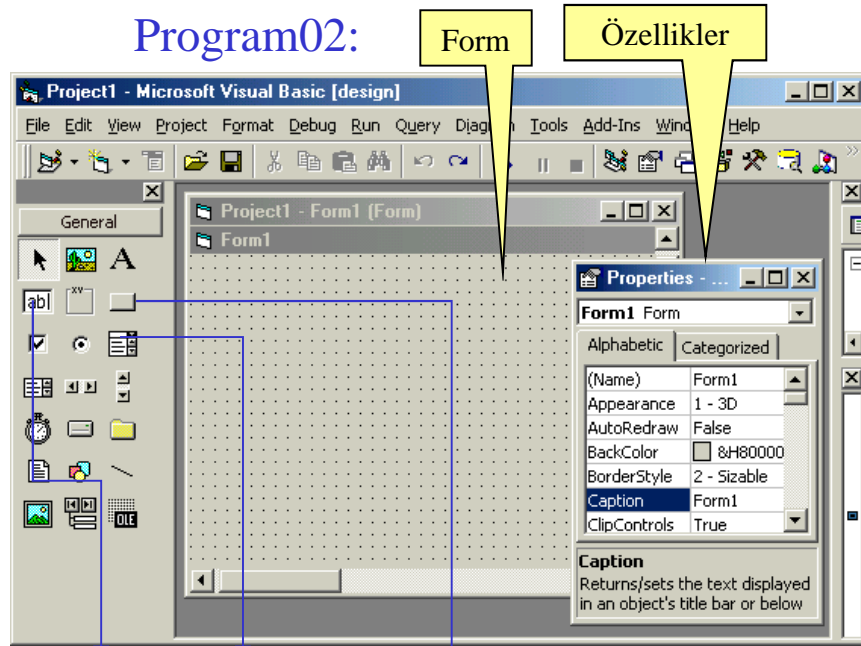 Program02:
Form
Özellikler
Project1 - Microsoft Visual Basic [design]
File Edit View Project Format Debug Run Query Tools Add-Ins Help
General
Project1 - Form1 (Form)
Form1
A
abl
xv
OLE
Properties - ...
Form1 Form
Alphabetic Categorized
(Name) Form1
Appearance 1 - 3D
AutoRedraw False
BackColor &H80000
BorderStyle 2 - Sizable
Caption Form1
ClipControls True
Caption
Returns/sets the text displayed
in an object's title bar or below